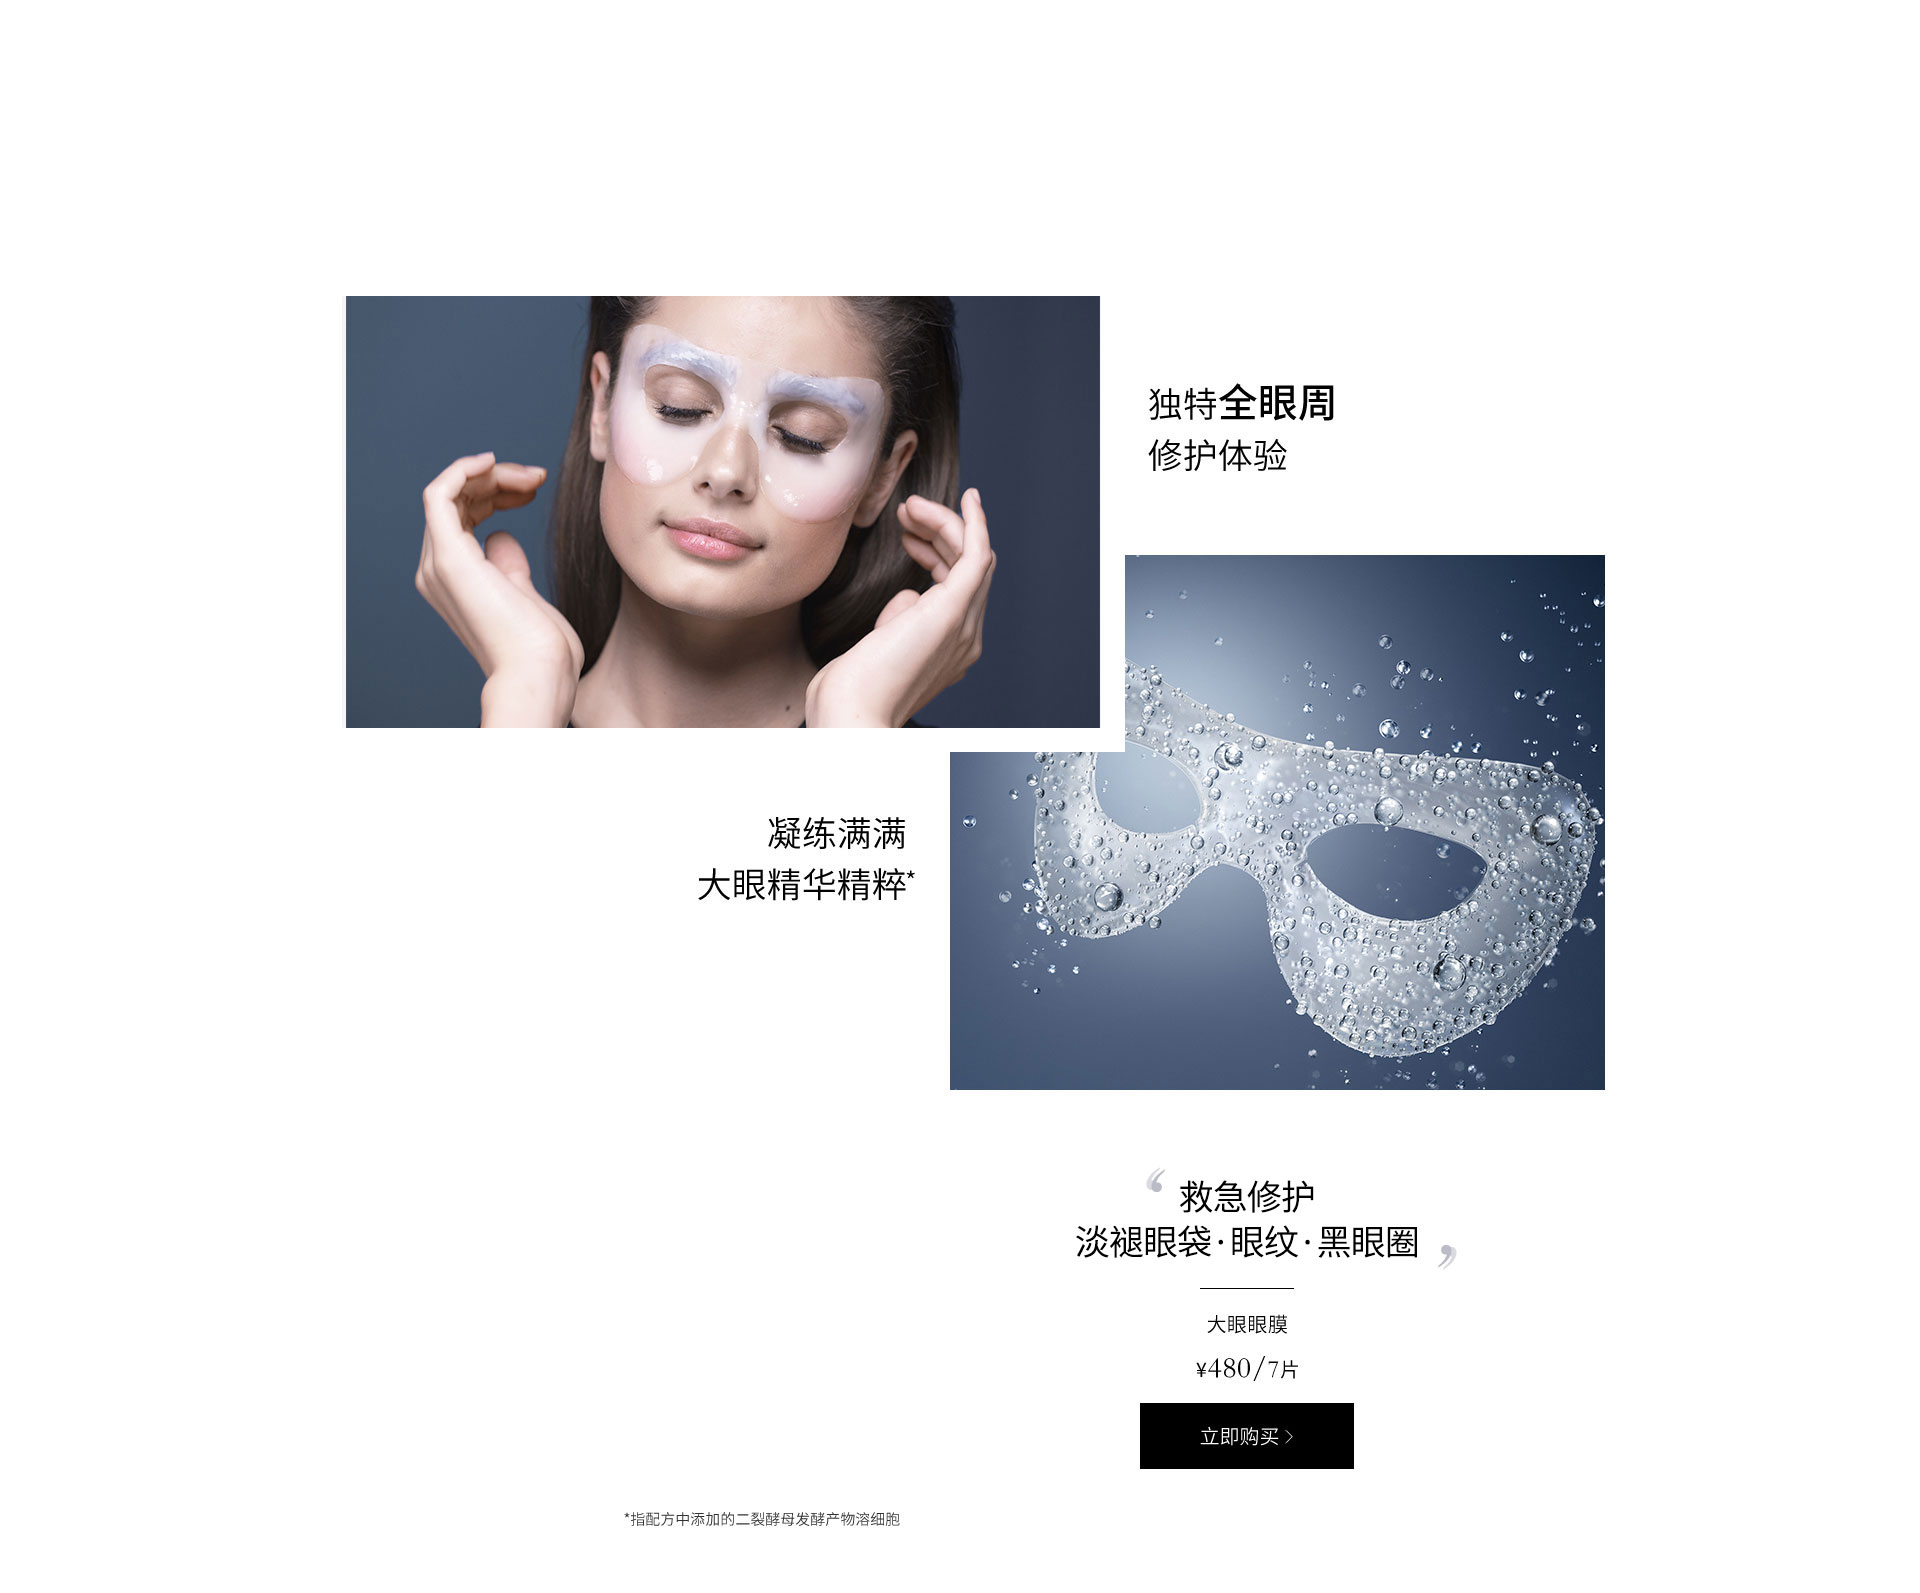 独特全眼周
修护体验
凝练满满
大眼精华精粹*
“救急修护
淡褪眼袋·眼纹·黑眼圈”
大眼眼膜
¥480/7片
立即购买 >
*指配方中添加的二裂酵母发酵产物溶细胞